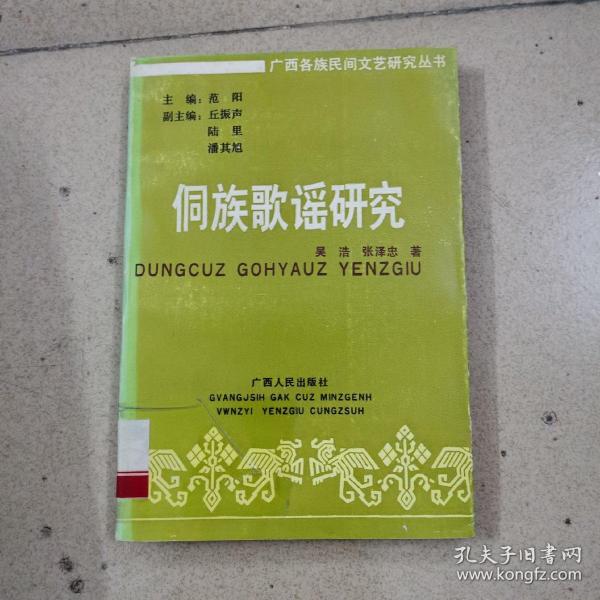 广西各族民间文艺研究丛书
主 编：范 阳
副主编：丘振声
陆 里
潘其旭
侗族歌谣研究
吴 浩 张泽忠 著
DUNGCUZ GOHYAUZ YENZGIU
广西人民出版社
GVANGJSIH GAK CUZ MINZGENH
VWNZYI YENZGIU CUNGZSUH
孔夫子旧书网
www.kongfz.com